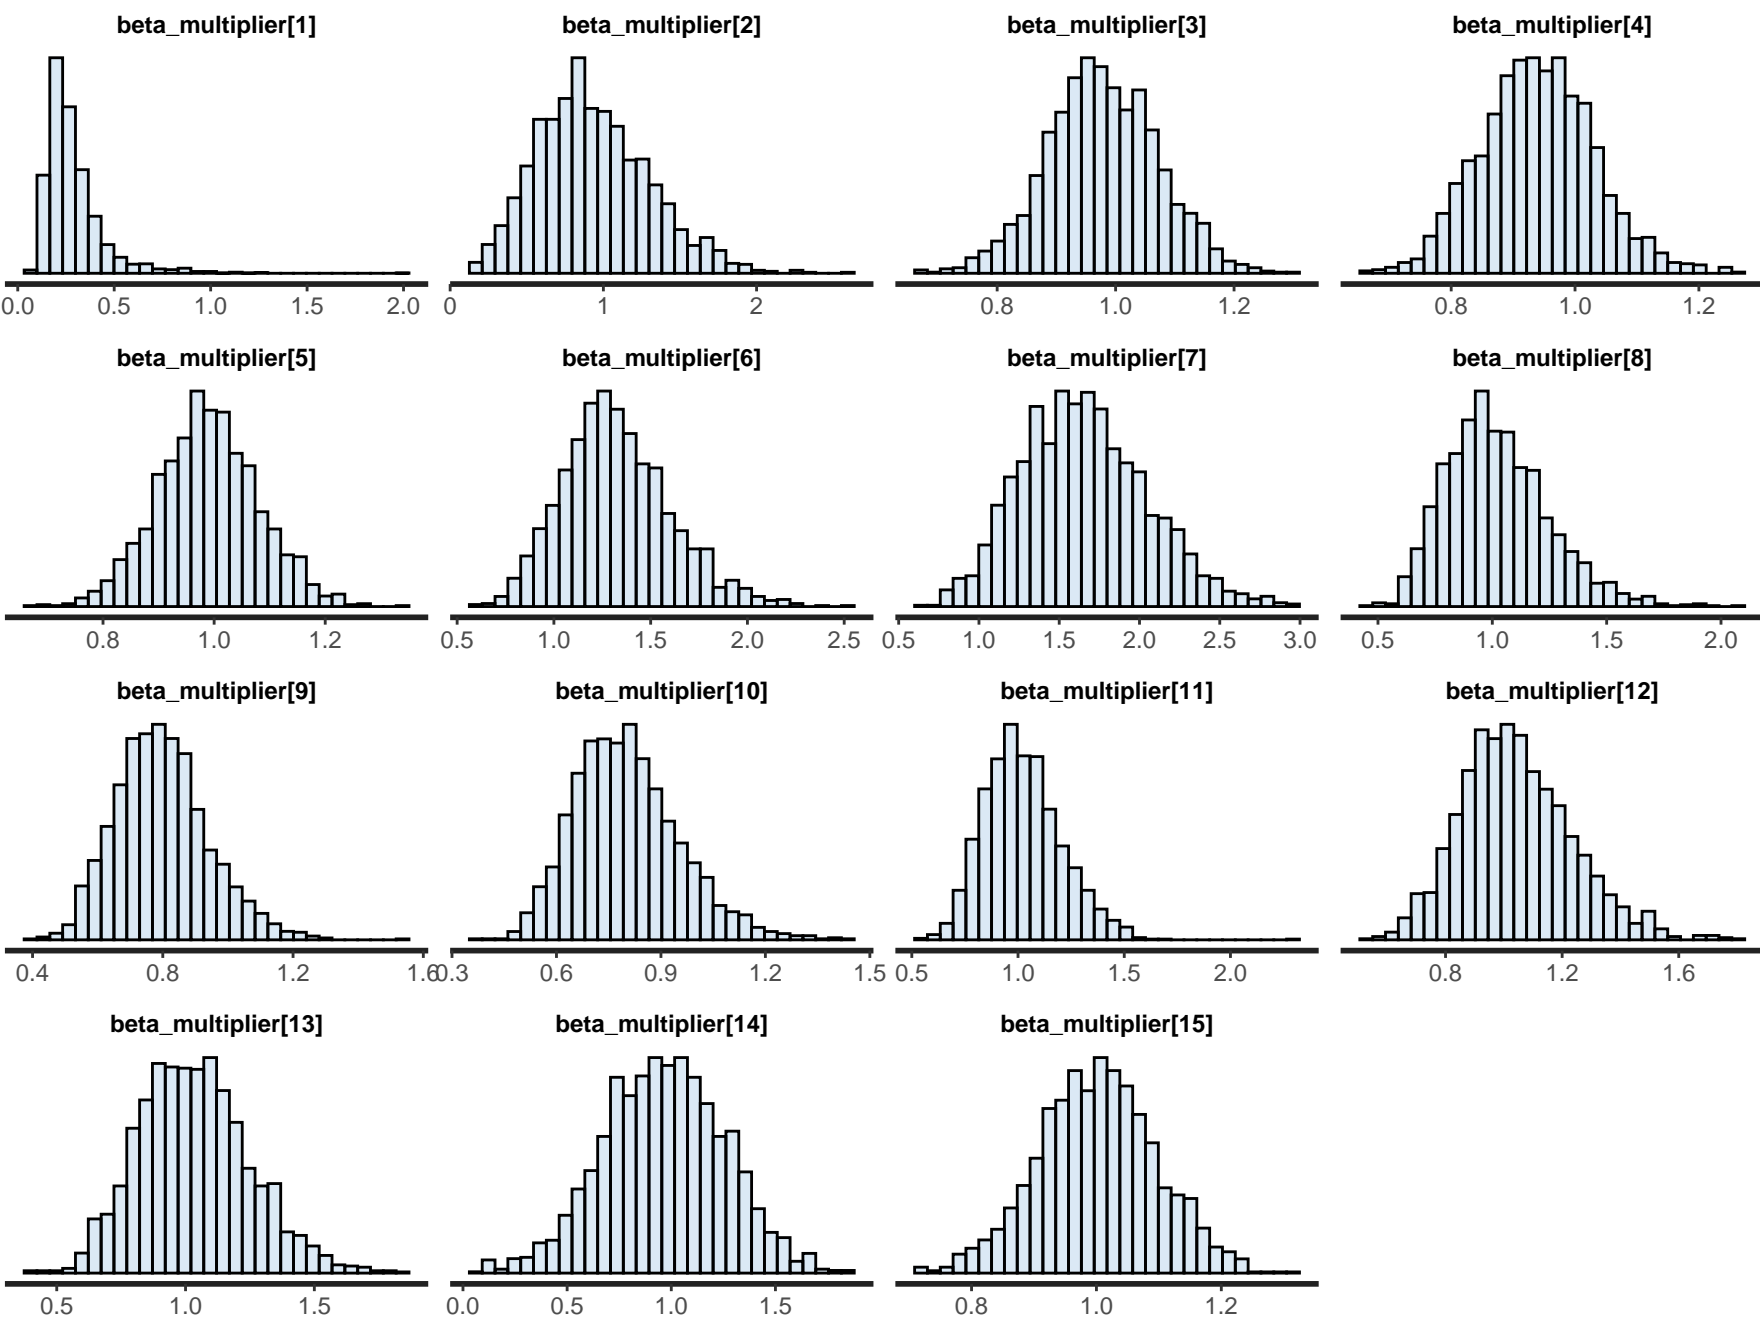 beta_multiplier[1] beta_multiplier[2] beta_multiplier[3] beta_multiplier[4]
0.0 0.5 1.0 1.5 2.0 0 1 2 0.8 1.0 1.2 0.8 1.0 1.2
beta_multiplier[5] beta_multiplier[6] beta_multiplier[7] beta_multiplier[8]
0.8 1.0 1.2 0.5 1.0 1.5 2.0 2.5 0.5 1.0 1.5 2.0 2.5 3.0 0.5 1.0 1.5 2.0
beta_multiplier[9] beta_multiplier[10] beta_multiplier[11] beta_multiplier[12]
0.4 0.8 1.2 1.6 0.3 0.6 0.9 1.2 1.5 0.5 1.0 1.5 2.0 0.8 1.2 1.6
beta_multiplier[13] beta_multiplier[14] beta_multiplier[15]
0.5 1.0 1.5 0.0 0.5 1.0 1.5 0.8 1.0 1.2